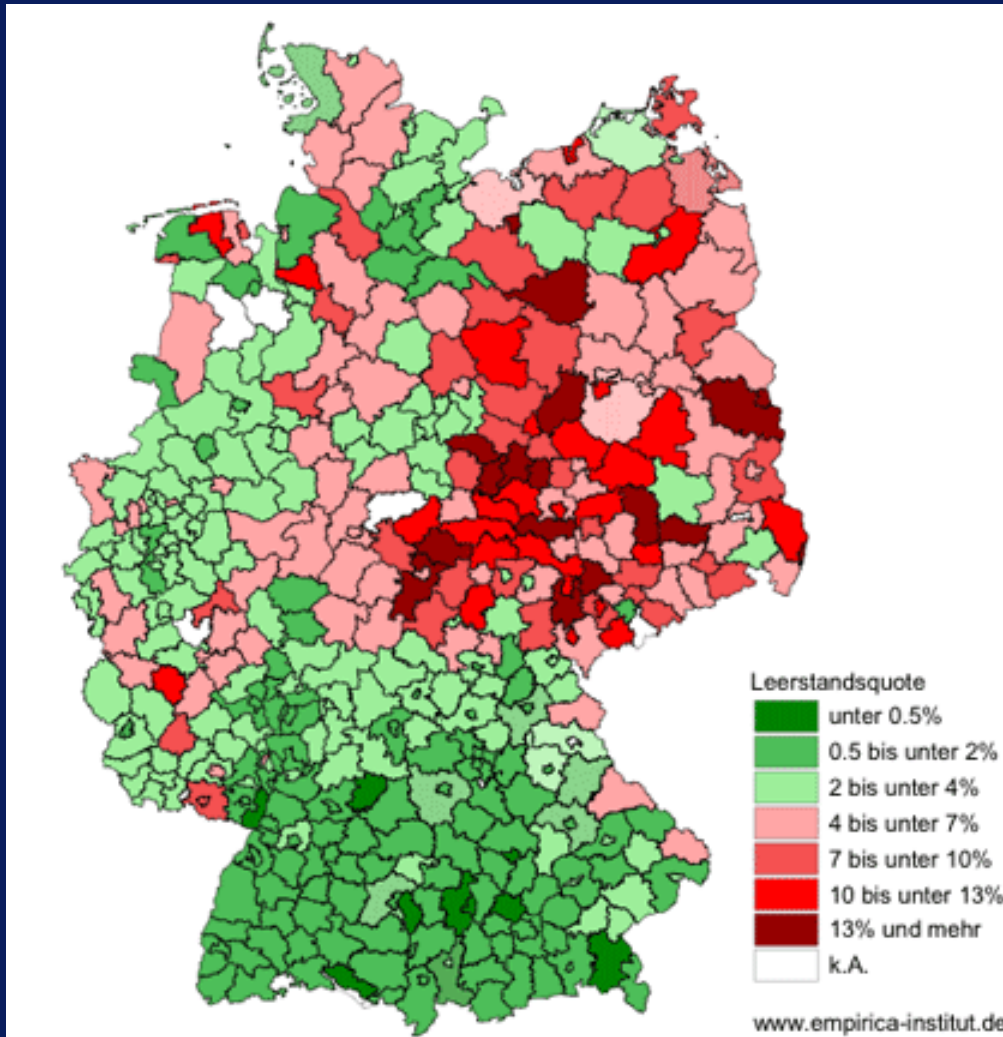 Leerstandsquote
unter 0.5%
0.5 bis unter 2%
2 bis unter 4%
4 bis unter 7%
7 bis unter 10%
10 bis unter 13%
13% und mehr
k.A.
www.empirica-institut.de